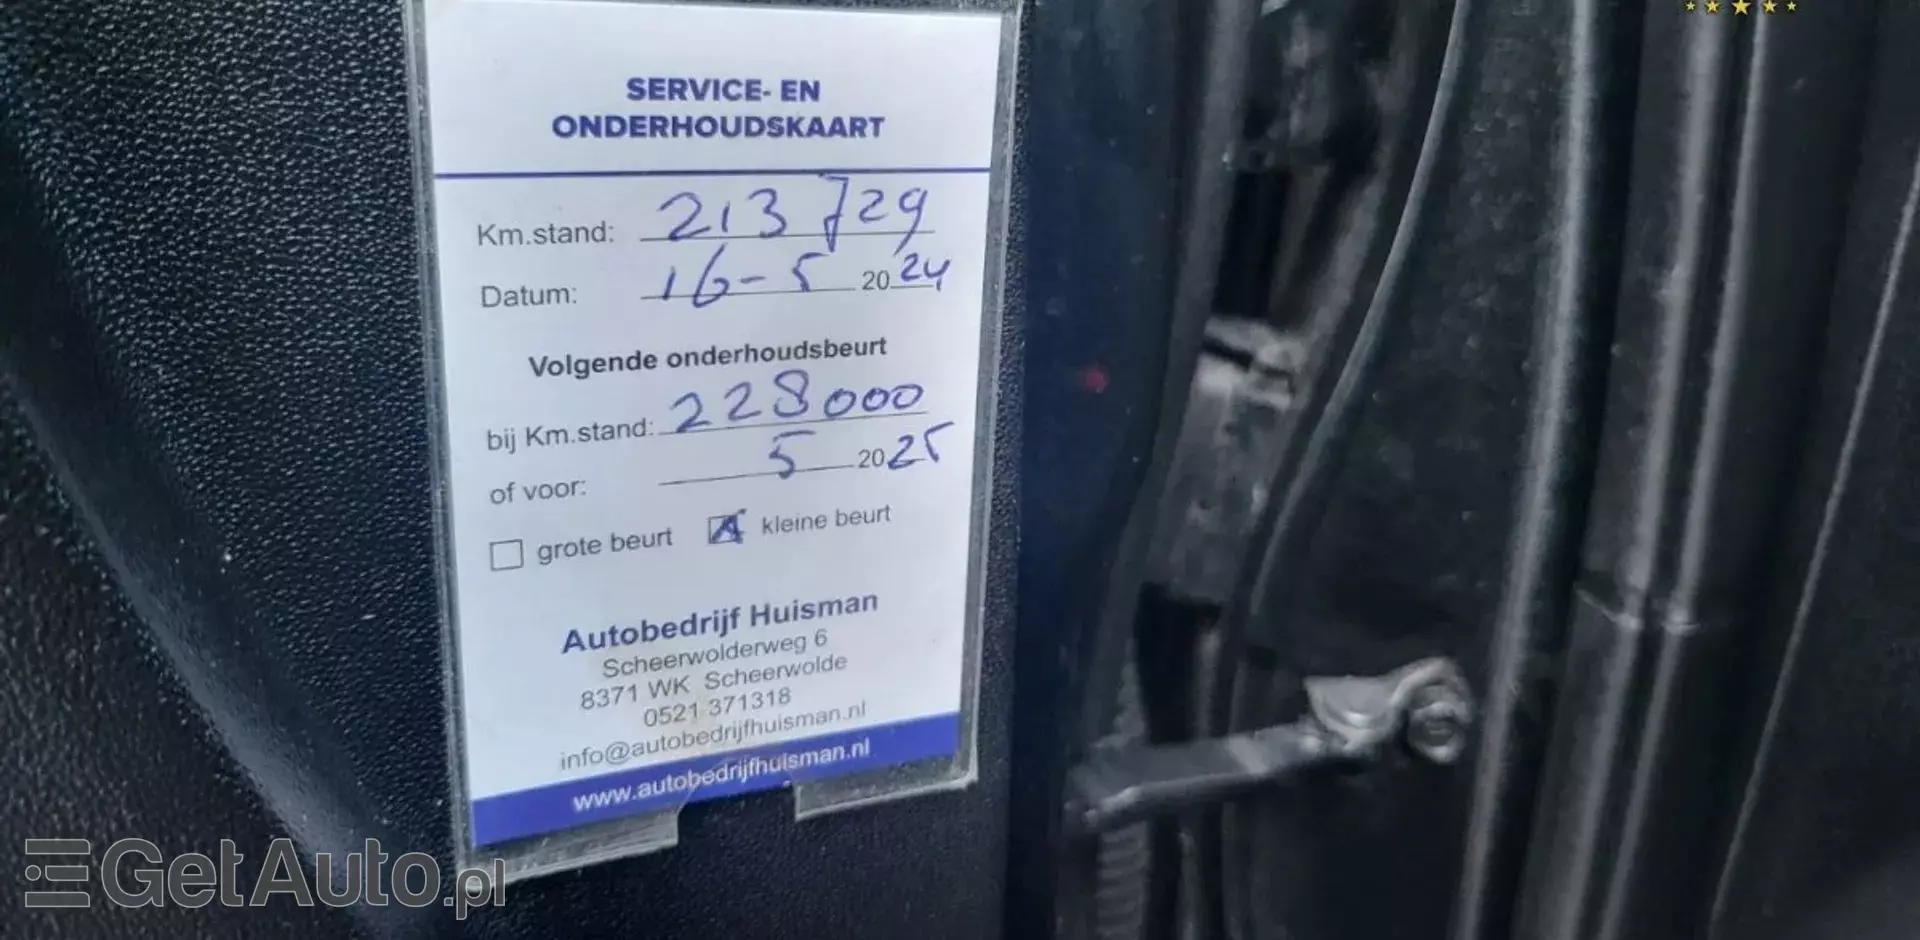 SERVICE- EN
ONDERHOUDSKAART
Km.stand: 213729
Datum: 16-5 2024
Volgende onderhoudsbeurt
bij Km.stand: 228000
of voor: 5 2025
grote beurt kleine beurt
Autobedrijf Huisman
Scheerwolderweg 6
8371 WK Scheerwolde
0521 371318
info@autobedrijfhuisman.nl
www.autobedrijfhuisman.nl
GetAuto.pl